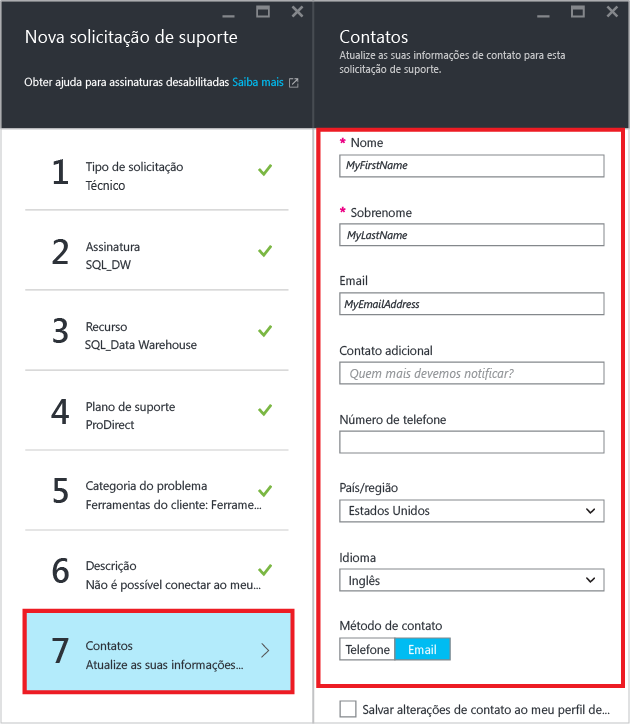 Nova solicitação de suporte
Obter ajuda para assinaturas desabilitadas Saiba mais
1
Tipo de solicitação
Técnico
2
Assinatura
SQL_DW
3
Recurso
SQL_Data Warehouse
4
Plano de suporte
ProDirect
5
Categoria do problema
Ferramentas do cliente: Ferrame...
6
Descrição
Não é possível conectar ao meu...
7
Contatos
Atualize as suas informações...
Contatos
Atualize as suas informações de contato para esta
solicitação de suporte.
* Nome
MyFirstName
* Sobrenome
MyLastName
Email
MyEmailAddress
Contato adicional
Quem mais devemos notificar?
Número de telefone
País/região
Estados Unidos
Idioma
Inglês
Método de contato
Telefone Email
Salvar alterações de contato ao meu perfil de...